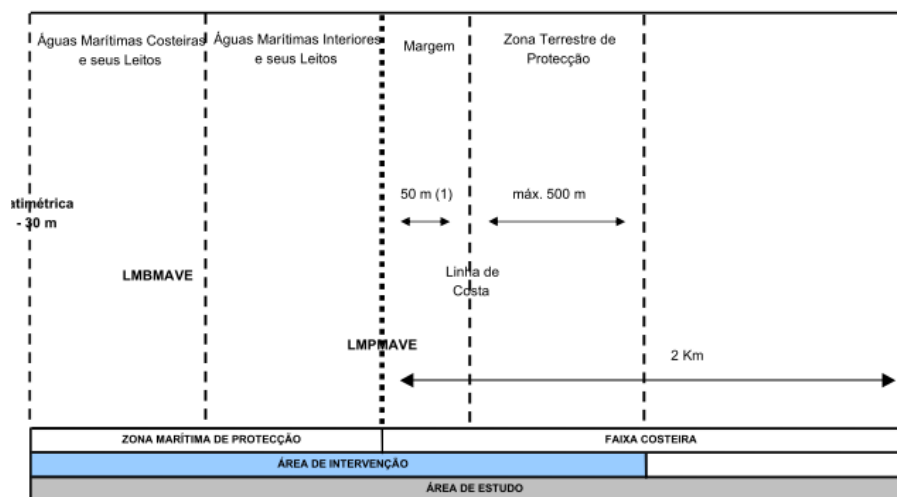 Águas Marítimas Costeiras
e seus Leitos
Águas Marítimas Interiores
e seus Leitos
Margem
Zona Terrestre de
Protecção
atimétrica
- 30 m
50 m (1)
máx. 500 m
LMBMAVE
Linha de
Costa
LMPMAVE
2 Km
ZONA MARÍTIMA DE PROTECÇÃO
FAIXA COSTEIRA
ÁREA DE INTERVENÇÃO
ÁREA DE ESTUDO